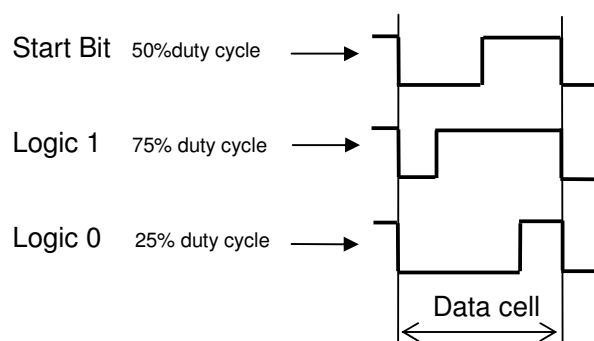 Start Bit 50%duty cycle
Logic 1 75% duty cycle
Logic 0 25% duty cycle
Data cell